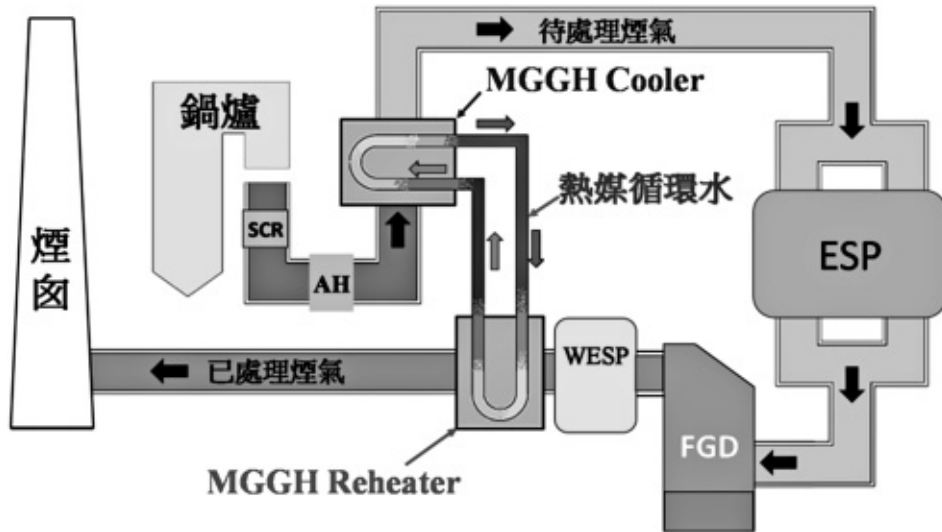 待處理煙氣
MGGH Cooler
鍋爐
熱媒循環水
SCR
煙
囪
AH
ESP
WESP
已處理煙氣
FGD
MGGH Reheater